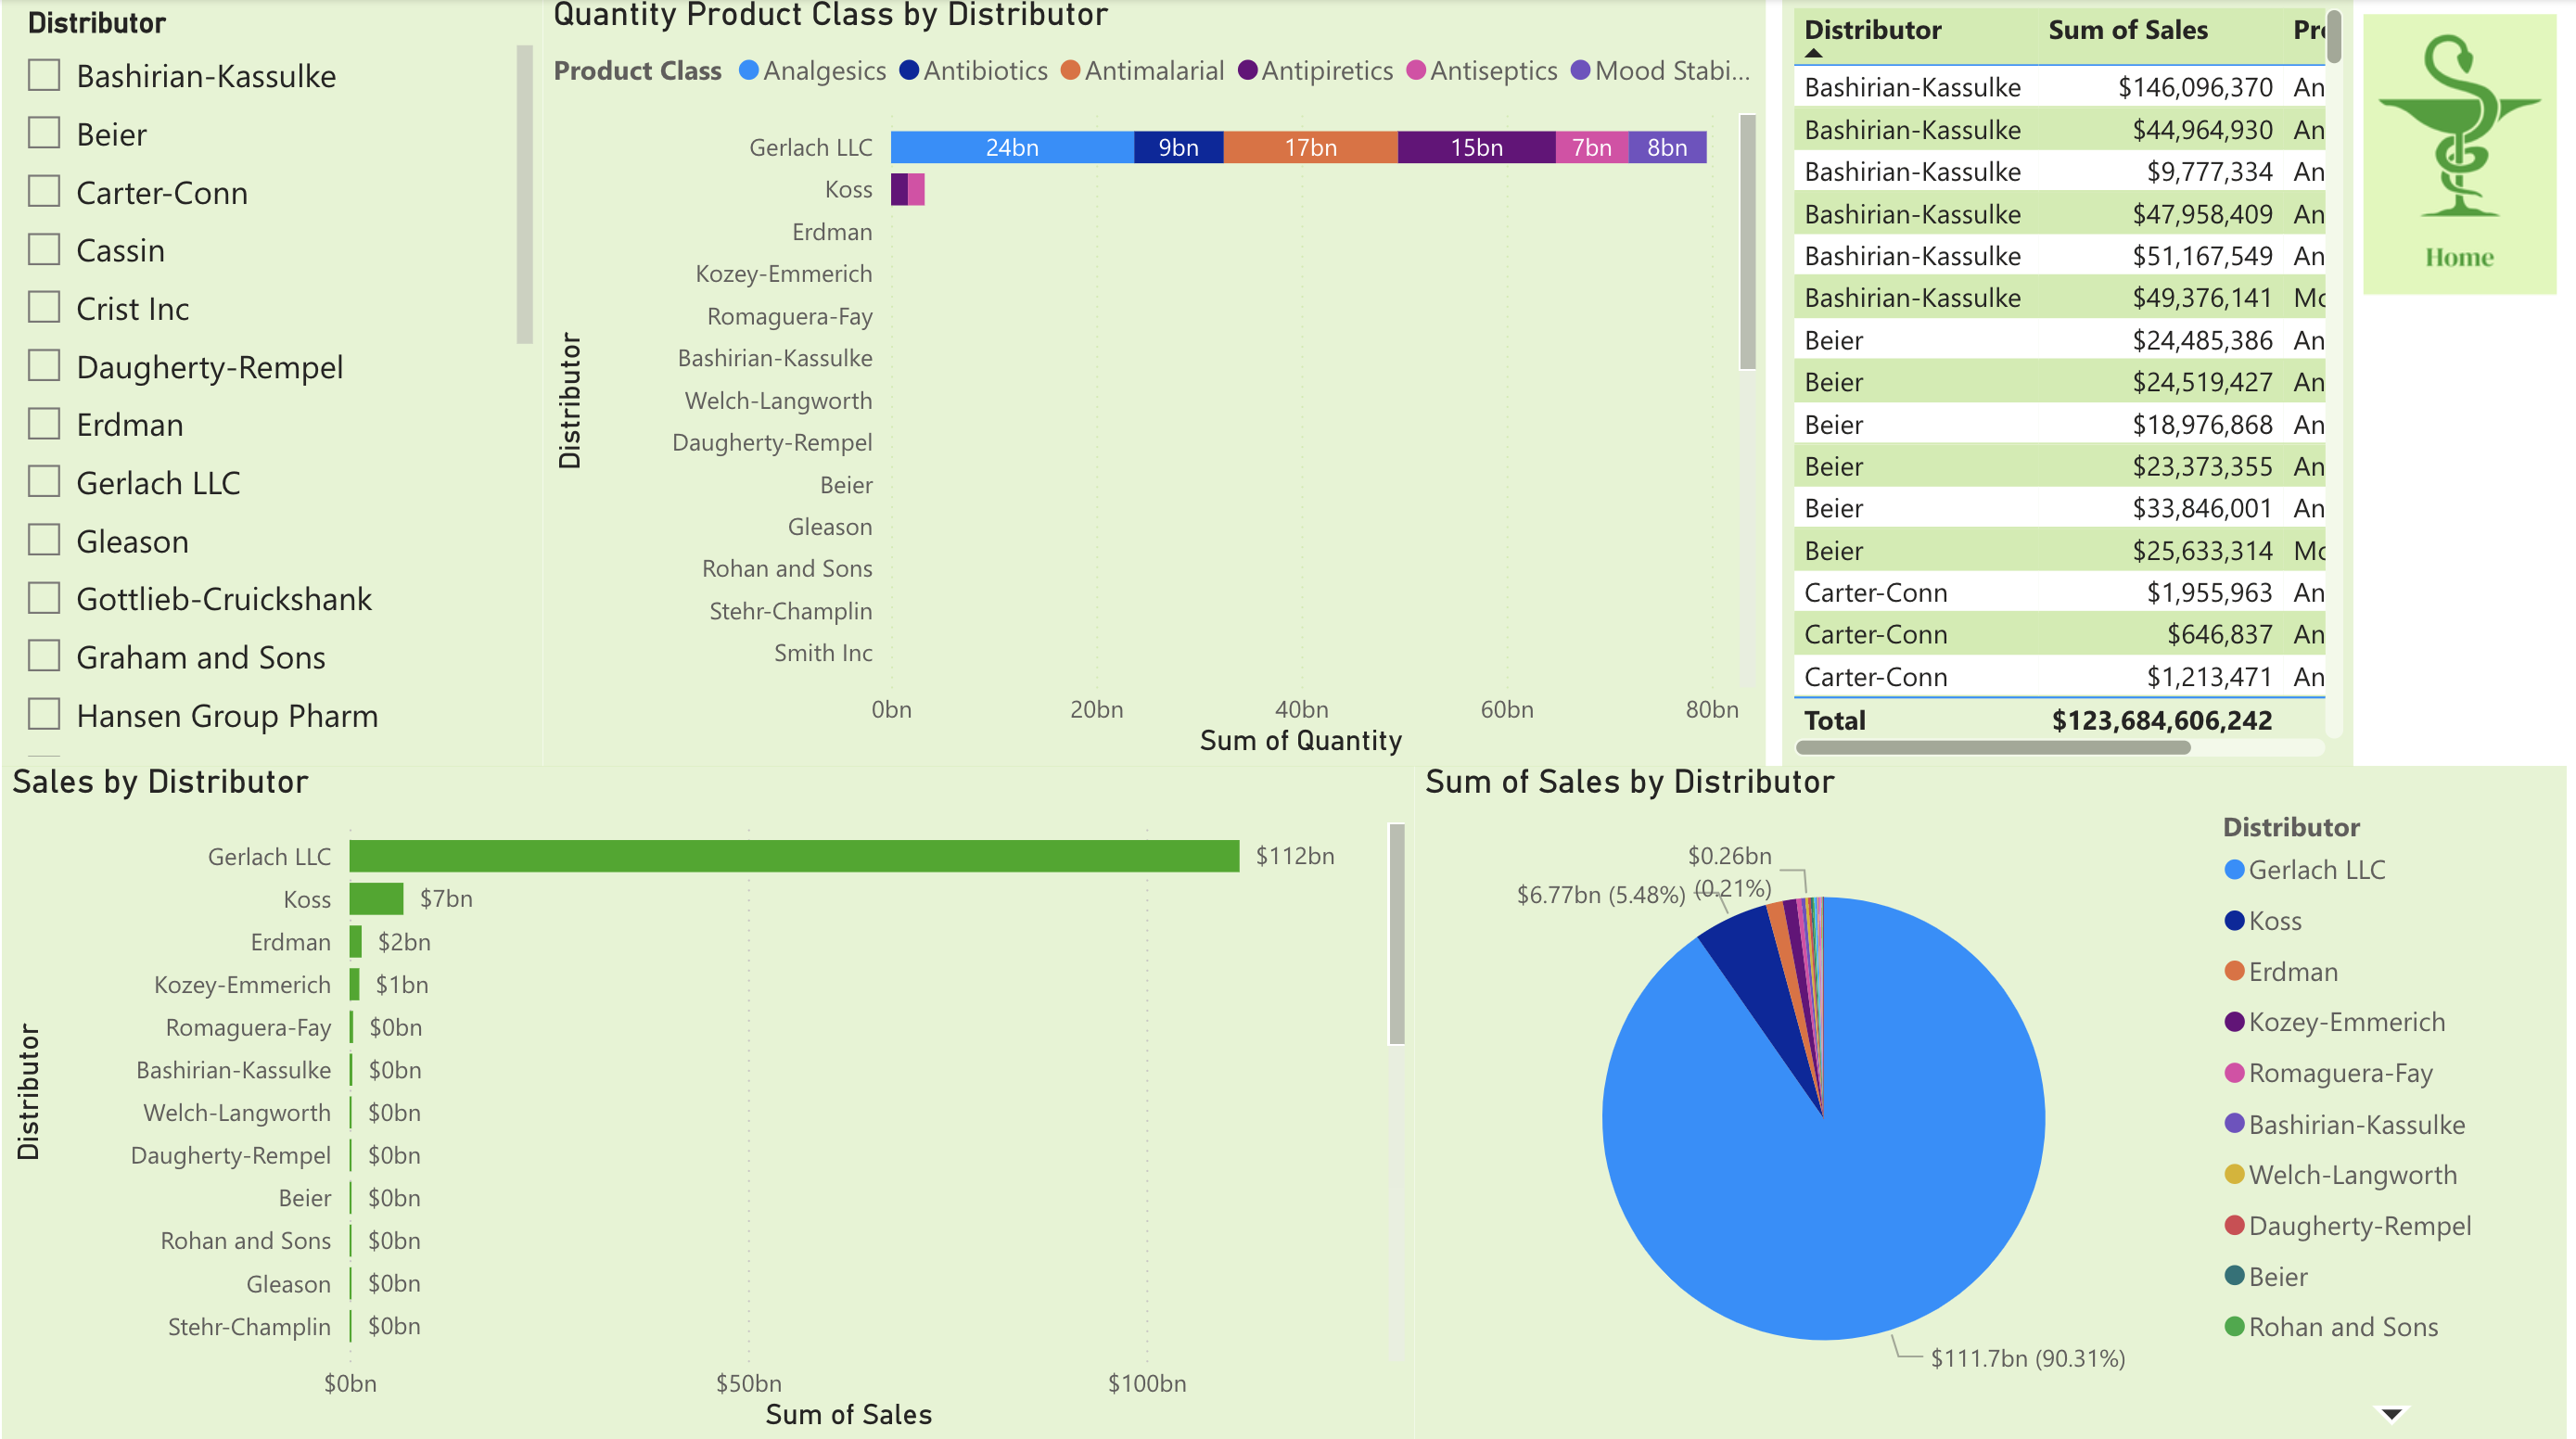 Distributor
Bashirian-Kassulke
Beier
Carter-Conn
Cassin
Crist Inc
Daugherty-Rempel
Erdman
Gerlach LLC
Gleason
Gottlieb-Cruickshank
Graham and Sons
Hansen Group Pharm
Quantity Product Class by Distributor
Product Class Analgesics Antibiotics Antimalarial Antipiretics Antiseptics Mood Stabi...
Distributor
Gerlach LLC 24bn 9bn 17bn 15bn 7bn 8bn
Koss
Erdman
Kozey-Emmerich
Romaguera-Fay
Bashirian-Kassulke
Welch-Langworth
Daugherty-Rempel
Beier
Gleason
Rohan and Sons
Stehr-Champlin
Smith Inc
0bn 20bn 40bn 60bn 80bn
Sum of Quantity
Distributor Sum of Sales Pr
Bashirian-Kassulke $146,096,370 An
Bashirian-Kassulke $44,964,930 An
Bashirian-Kassulke $9,777,334 An
Bashirian-Kassulke $47,958,409 An
Bashirian-Kassulke $51,167,549 An
Bashirian-Kassulke $49,376,141 Mo
Beier $24,485,386 An
Beier $24,519,427 An
Beier $18,976,868 An
Beier $23,373,355 An
Beier $33,846,001 An
Beier $25,633,314 Mo
Carter-Conn $1,955,963 An
Carter-Conn $646,837 An
Carter-Conn $1,213,471 An
Total $123,684,606,242
Home
Sales by Distributor
Distributor
Gerlach LLC $112bn
Koss $7bn
Erdman $2bn
Kozey-Emmerich $1bn
Romaguera-Fay $0bn
Bashirian-Kassulke $0bn
Welch-Langworth $0bn
Daugherty-Rempel $0bn
Beier $0bn
Rohan and Sons $0bn
Gleason $0bn
Stehr-Champlin $0bn
$0bn $50bn $100bn
Sum of Sales
Sum of Sales by Distributor
$0.26bn
(0.21%)
$6.77bn (5.48%)
$111.7bn (90.31%)
Distributor
Gerlach LLC
Koss
Erdman
Kozey-Emmerich
Romaguera-Fay
Bashirian-Kassulke
Welch-Langworth
Daugherty-Rempel
Beier
Rohan and Sons